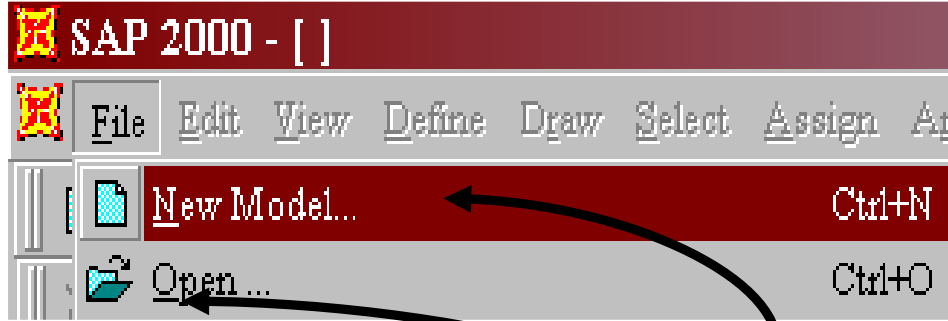 SAP 2000 - [ ]
File Edit View Define Draw Select Assign
New Model... Ctrl+N
Open ... Ctrl+O